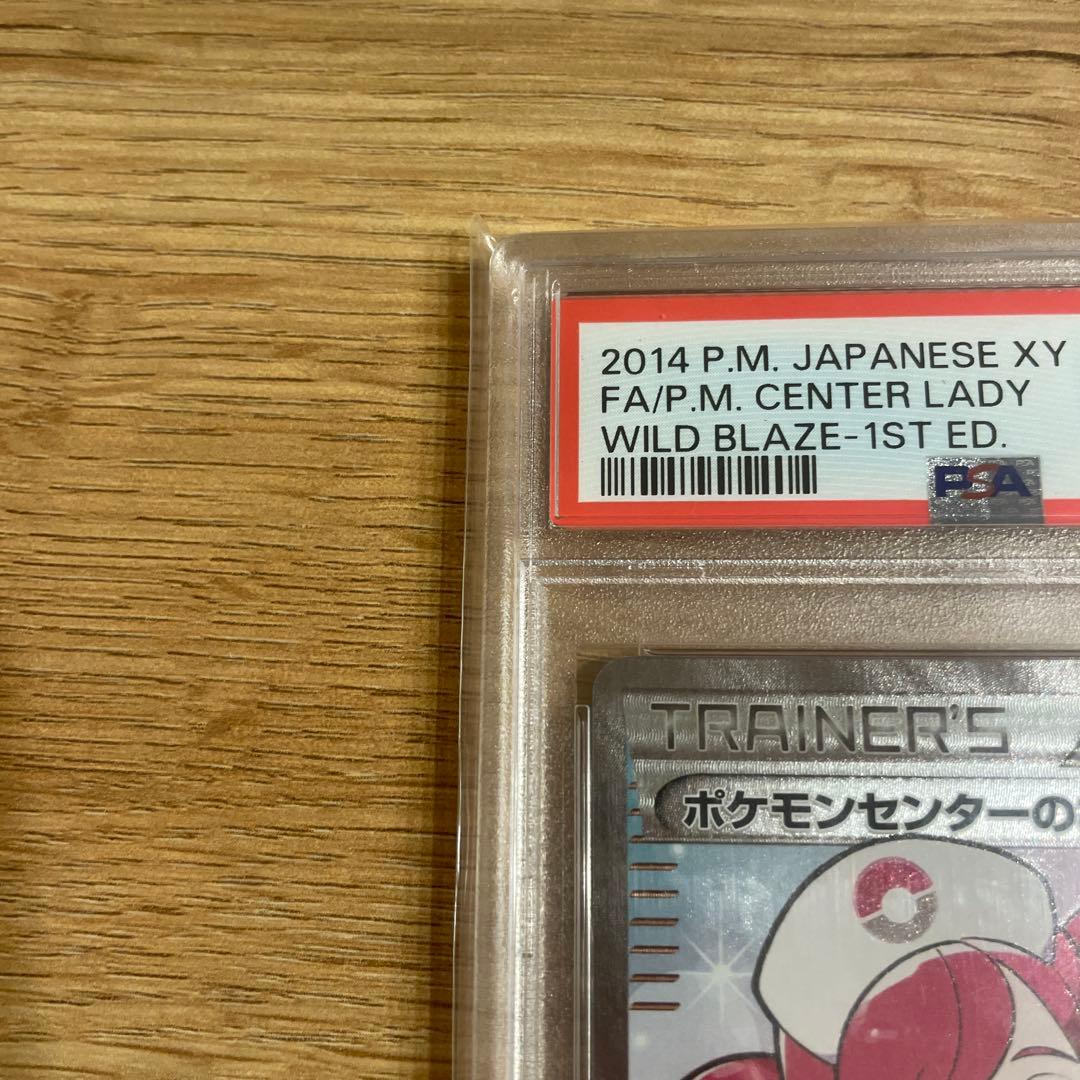 2014 P.M. JAPANESE XY
FA/P.M. CENTER LADY
WILD BLAZE-1ST ED.
PSA
TRAINER'S
ポケモンセンターの